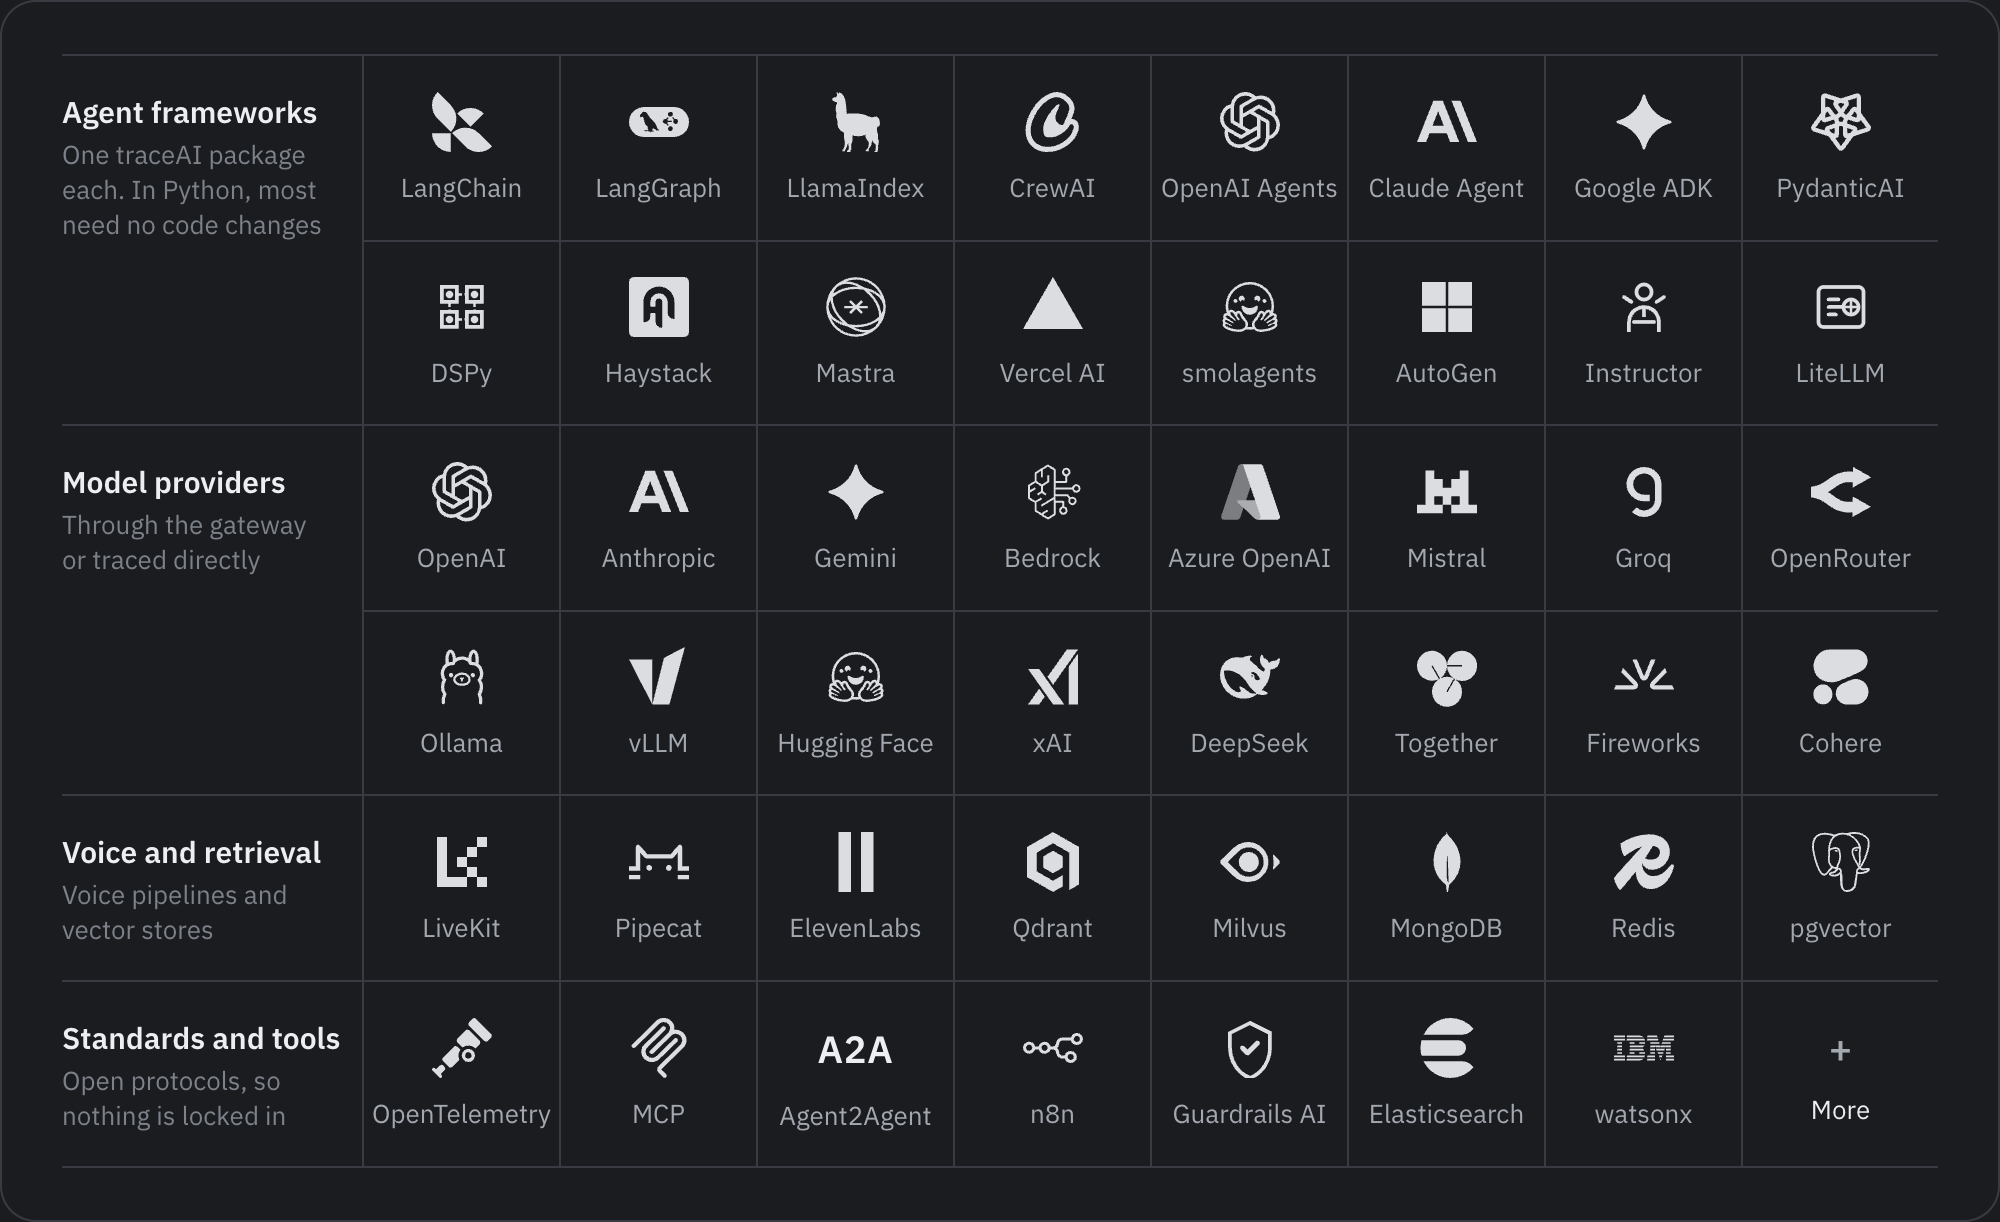 Agent frameworks
One traceAI package
each. In Python, most
need no code changes
LangChain
LangGraph
LlamaIndex
CrewAI
OpenAI Agents
Claude Agent
Google ADK
PydanticAI
DSPy
Haystack
Mastra
Vercel AI
smolagents
AutoGen
Instructor
LiteLLM
Model providers
Through the gateway
or traced directly
OpenAI
Anthropic
Gemini
Bedrock
Azure OpenAI
Mistral
Groq
OpenRouter
Ollama
vLLM
Hugging Face
xAI
DeepSeek
Together
Fireworks
Cohere
Voice and retrieval
Voice pipelines and
vector stores
LiveKit
Pipecat
ElevenLabs
Qdrant
Milvus
MongoDB
Redis
pgvector
Standards and tools
Open protocols, so
nothing is locked in
OpenTelemetry
MCP
A2A
Agent2Agent
n8n
Guardrails AI
Elasticsearch
IBM
watsonx
+
More